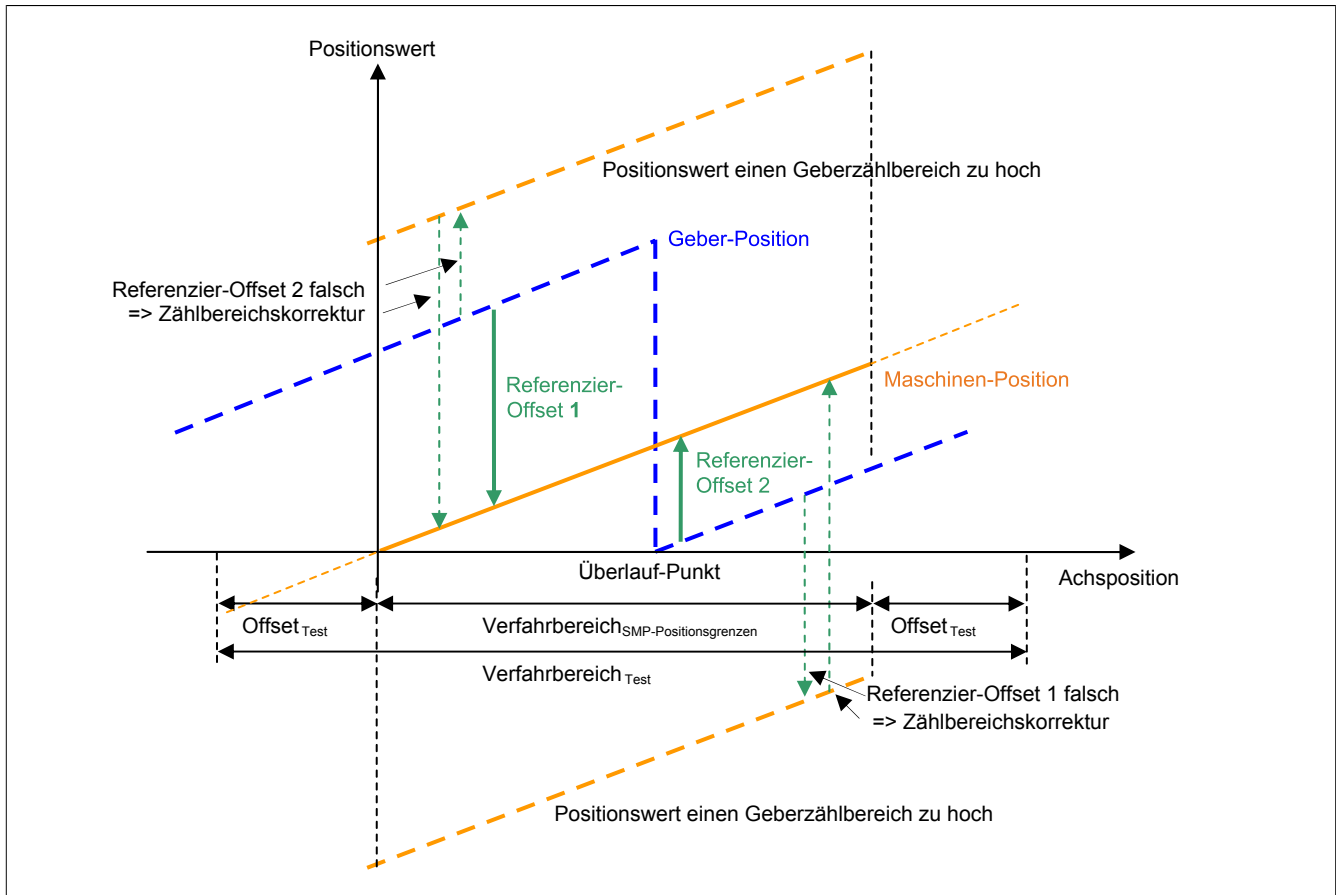 Positionswert
Positionswert einen Geberzählbereich zu hoch
Geber-Position
Referenzier-Offset 2 falsch
=> Zählbereichskorrektur
Referenzier-
Offset 1
Maschinen-Position
Referenzier-
Offset 2
Überlauf-Punkt
Achsposition
Offset Test
Verfahrbereich SMP-Positionsgrenzen
Offset Test
Verfahrbereich Test
Referenzier-Offset 1 falsch
=> Zählbereichskorrektur
Positionswert einen Geberzählbereich zu hoch